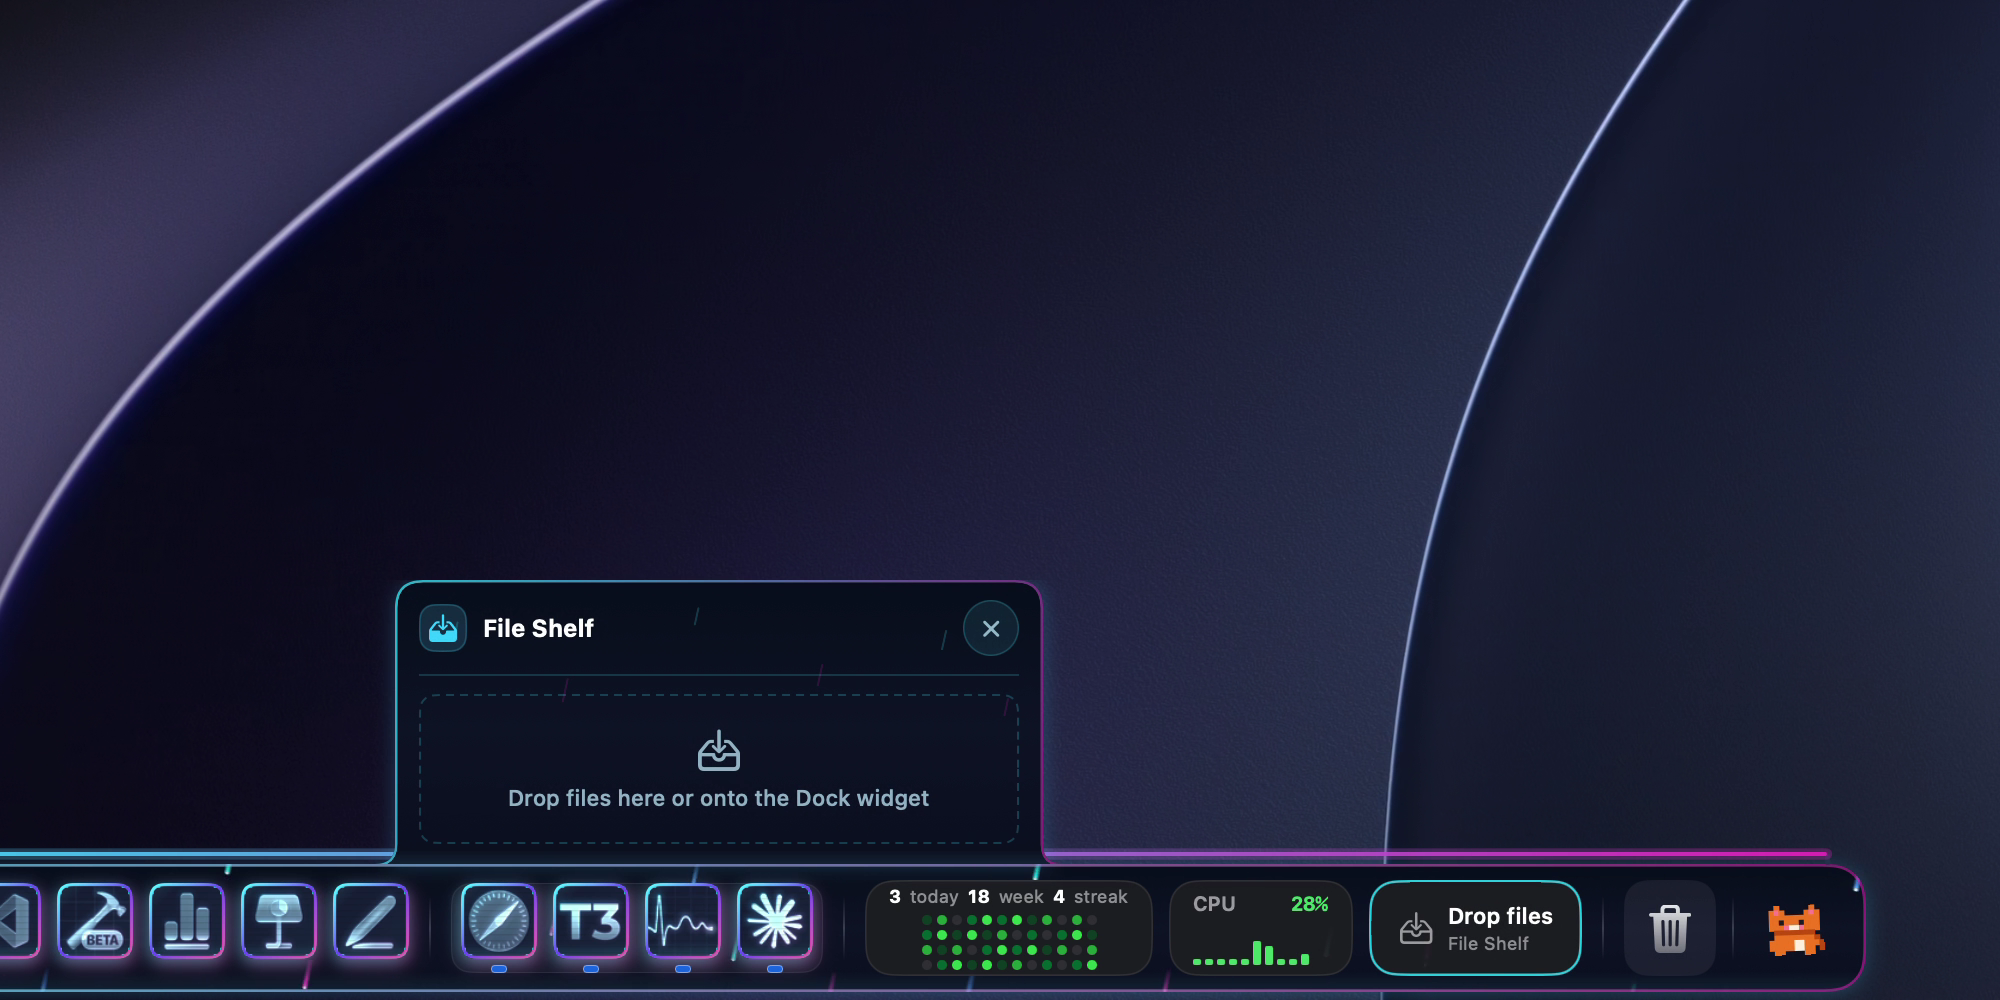 File Shelf
Drop files here or onto the Dock widget
BETA
T3
3 today 18 week 4 streak
CPU 28%
Drop files
File Shelf